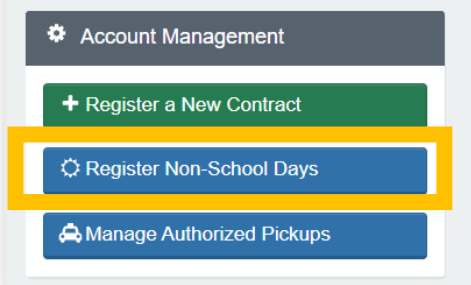 Account Management
Register a New Contract
Register Non-School Days
Manage Authorized Pickups